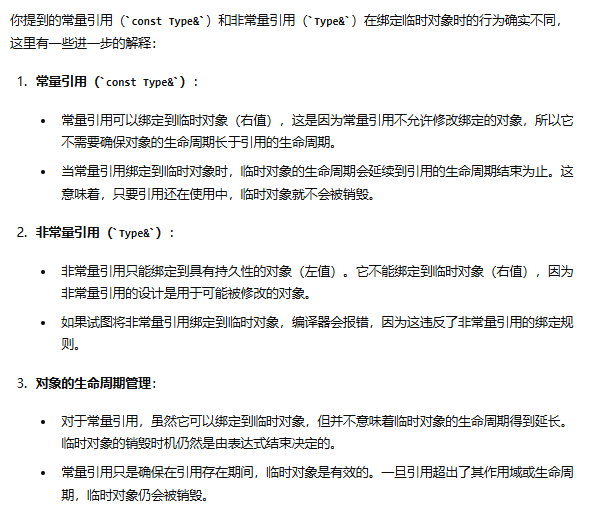 你提到的常量引用（`const Type&`）和非常量引用（`Type&`）在绑定临时对象时的行为确实不同，
这里有一些进一步的解释：
1. 常量引用（`const Type&`）：
• 常量引用可以绑定到临时对象（右值），这是因为常量引用不允许修改绑定的对象，所以它
不需要确保对象的生命周期长于引用的生命周期。
• 当常量引用绑定到临时对象时，临时对象的生命周期会延续到引用的生命周期结束为止。这
意味着，只要引用还在使用中，临时对象就不会被销毁。
2. 非常量引用（`Type&`）：
• 非常量引用只能绑定到具有持久性的对象（左值）。它不能绑定到临时对象（右值），因为
非常量引用的设计是用于可能被修改的对象。
• 如果试图将非常量引用绑定到临时对象，编译器会报错，因为这违反了非常量引用的绑定规
则。
3. 对象的生命周期管理：
• 对于常量引用，虽然它可以绑定到临时对象，但并不意味着临时对象的生命周期得到延长。
临时对象的销毁时机仍然是由表达式结束决定的。
• 常量引用只是确保在引用存在期间，临时对象是有效的。一旦引用超出了其作用域或生命周
期，临时对象仍会被销毁。